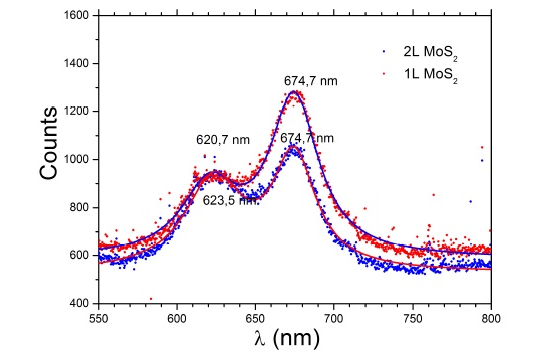 1600
1400
1200
1000
800
600
400
Counts
2L MoS2
1L MoS2
674,7 nm
674,7 nm
620,7 nm
623,5 nm
550 600 650 700 750 800
λ (nm)